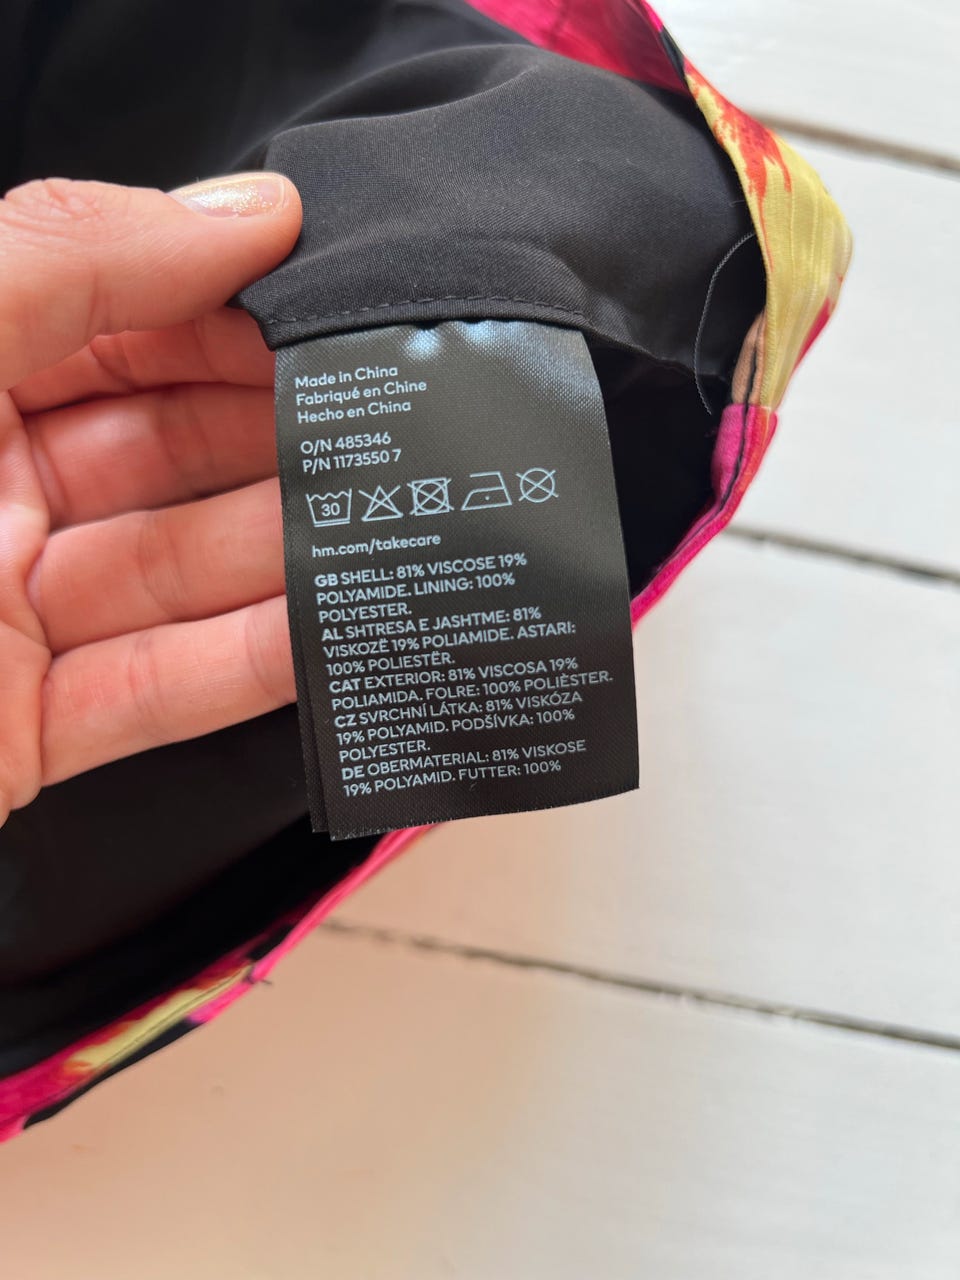 Made in China
Fabriqué en Chine
Hecho en China
O/N 485346
P/N 1173550 7
30
hm.com/takecare
GB SHELL: 81% VISCOSE 19%
POLYAMIDE. LINING: 100%
POLYESTER.
AL SHTRESA E JASHTME: 81%
VISKOZË 19% POLIAMIDE. ASTARI:
100% POLIESTËR.
CAT EXTERIOR: 81% VISCOSA 19%
POLIAMIDA. FOLRE: 100% POLIÈSTER.
CZ SVRCHNÍ LÁTKA: 81% VISKÓZA
19% POLYAMID. PODŠÍVKA: 100%
POLYESTER.
DE OBERMATERIAL: 81% VISKOSE
19% POLYAMID. FUTTER: 100%